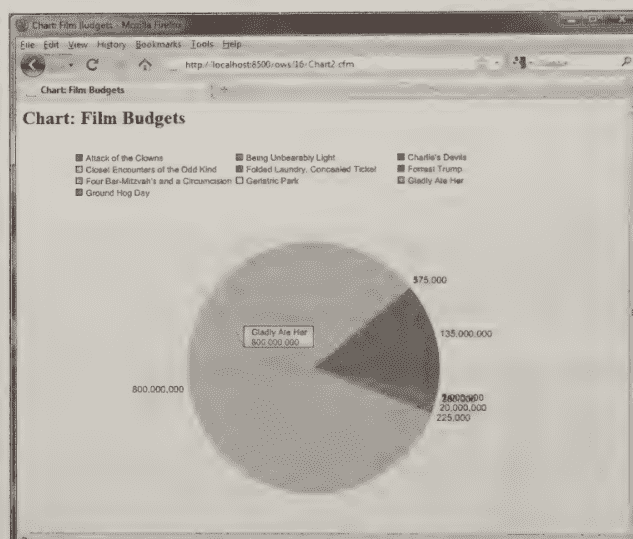 Chart: Film Budgets - Mozilla Firefox
File Edit View History Bookmarks Tools Help
http://localhost:8500/ows/16/Chart2.cfm
Chart: Film Budgets
Chart: Film Budgets
Attack of the Clowns Being Unbearably Light Charlie's Devils
Closet Encounters of the Odd Kind Folded Laundry, Concealed Ticket Forrest Trump
Four Bar-Mitzvah's and a Circumcision Geriatric Park Gladly Ate Her
Ground Hog Day
575,000
135,000,000
Gladly Ate Her
800,000,000
800,000,000
20,000,000
225,000